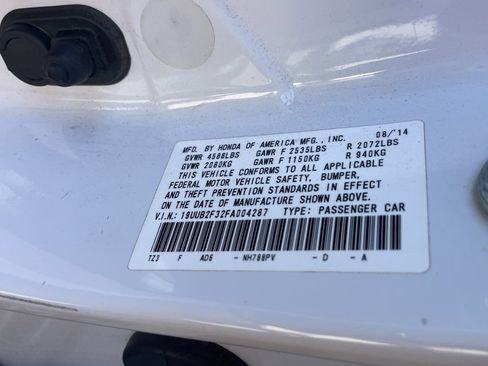 MFD. BY HONDA OF AMERICA MFG., INC. 08/'14
GVWR 4586LBS GAWR F 2535LBS R 2072LBS
GVWR 2080KG GAWR F 1150KG R 940KG
THIS VEHICLE CONFORMS TO ALL APPLICABLE
FEDERAL MOTOR VEHICLE SAFETY, BUMPER,
AND THEFT PREVENTION STANDARDS IN EFFECT
ON THE DATE OF MANUFACTURE SHOWN ABOVE.
V.I.N.: 19UUB2F32FA004287 TYPE: PASSENGER CAR
TZ3 F AD5 - NH788PV - D - A